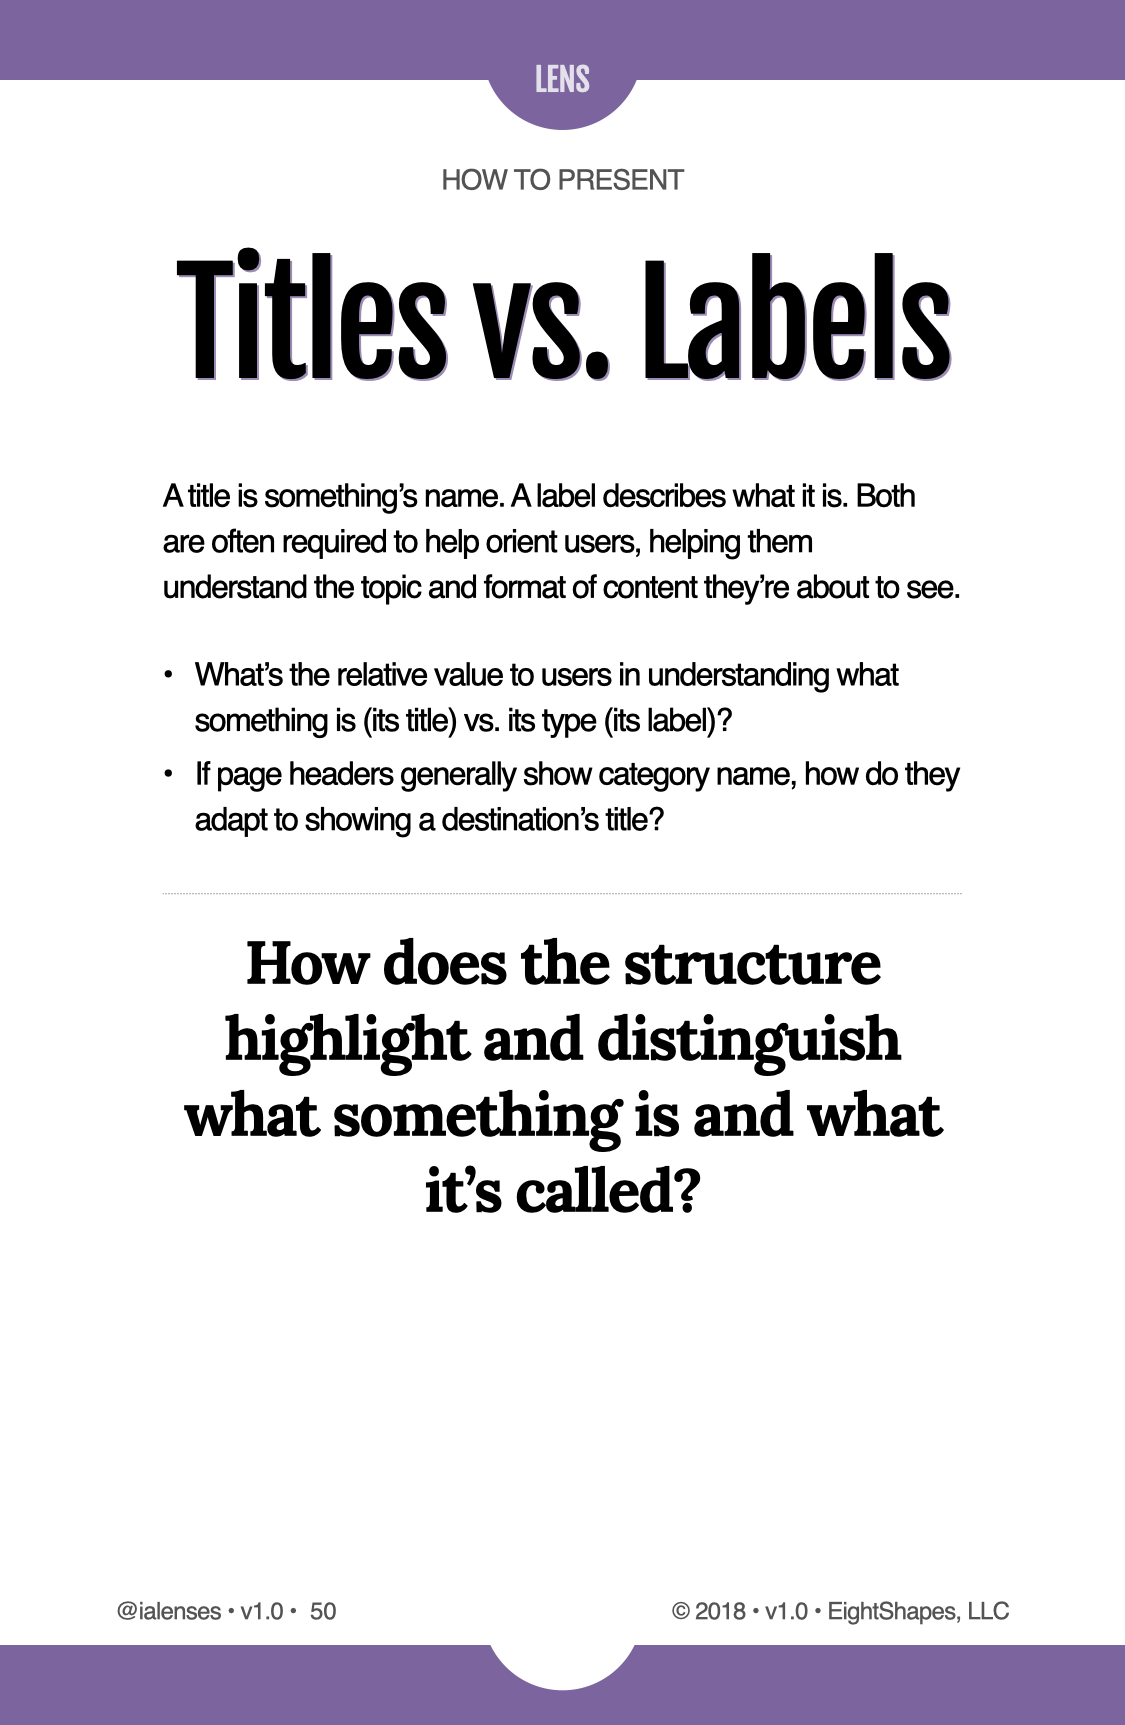 LENS
HOW TO PRESENT
Titles vs. Labels
A title is something’s name. A label describes what it is. Both
are often required to help orient users, helping them
understand the topic and format of content they’re about to see.
• What’s the relative value to users in understanding what
something is (its title) vs. its type (its label)?
• If page headers generally show category name, how do they
adapt to showing a destination’s title?
How does the structure
highlight and distinguish
what something is and what
it’s called?
@ialenses • v1.0 • 50
© 2018 • v1.0 • EightShapes, LLC